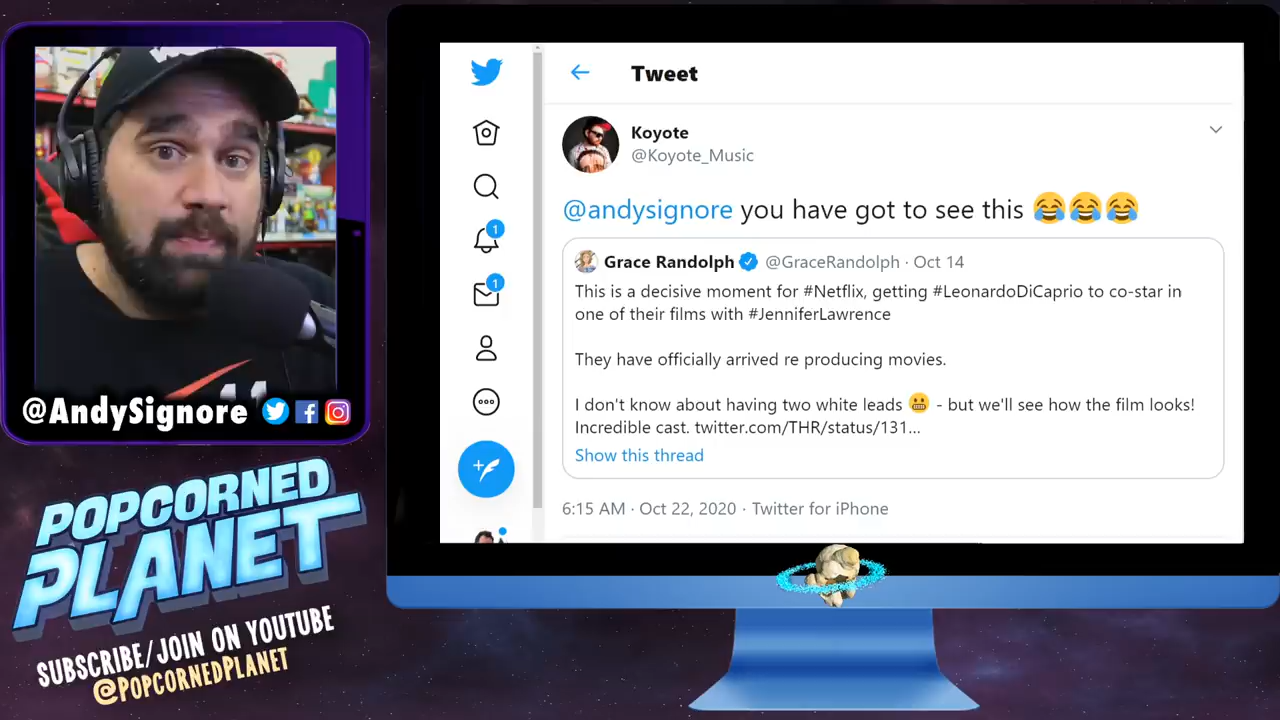 @AndySignore
POPCORNED
PLANET
SUBSCRIBE/JOIN ON YOUTUBE
@POPCORNEDPLANET
Tweet
Koyote
@Koyote_Music
@andysignore you have got to see this 😂😂😂
Grace Randolph @GraceRandolph · Oct 14
This is a decisive moment for #Netflix, getting #LeonardoDiCaprio to co-star in
one of their films with #JenniferLawrence
They have officially arrived re producing movies.
I don't know about having two white leads 😬 - but we'll see how the film looks!
Incredible cast. twitter.com/THR/status/131...
Show this thread
6:15 AM · Oct 22, 2020 · Twitter for iPhone
1
1